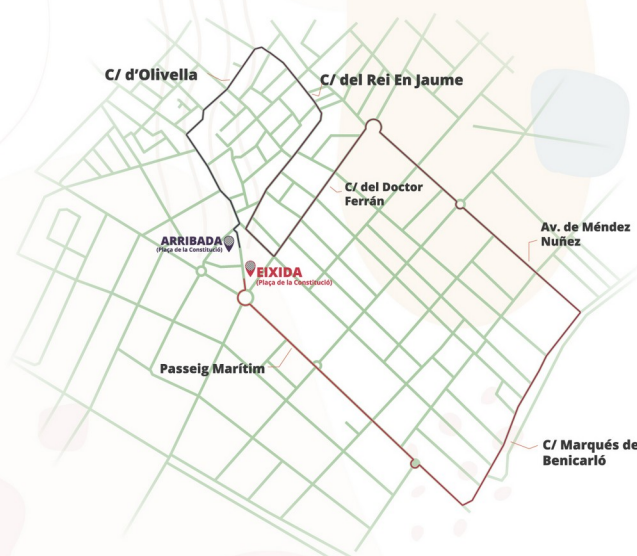 C/ d'Olivella
C/ del Rei En Jaume
C/ del Doctor
Ferrán
Av. de Méndez
Nuñez
ARRIBADA
(Plaça de la Constitució)
EIXIDA
(Plaça de la Constitució)
Passeig Marítim
C/ Marqués de
Benicarló